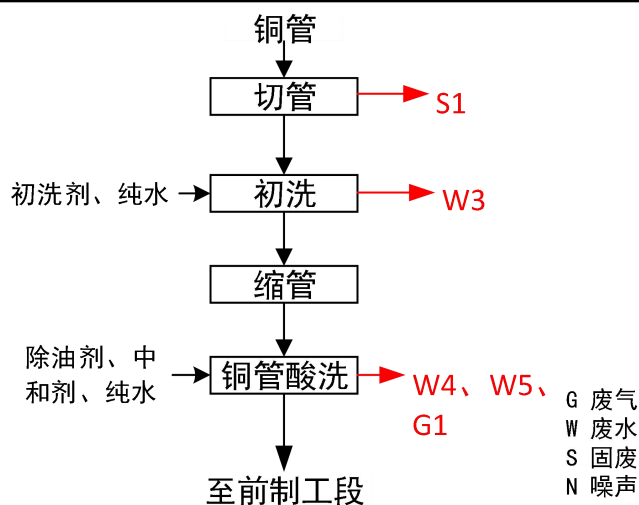 铜管
切管
S1
初洗剂、纯水
初洗
W3
缩管
除油剂、中
和剂、纯水
铜管酸洗
W4、W5、
G1
至前制工段
G 废气
W 废水
S 固废
N 噪声